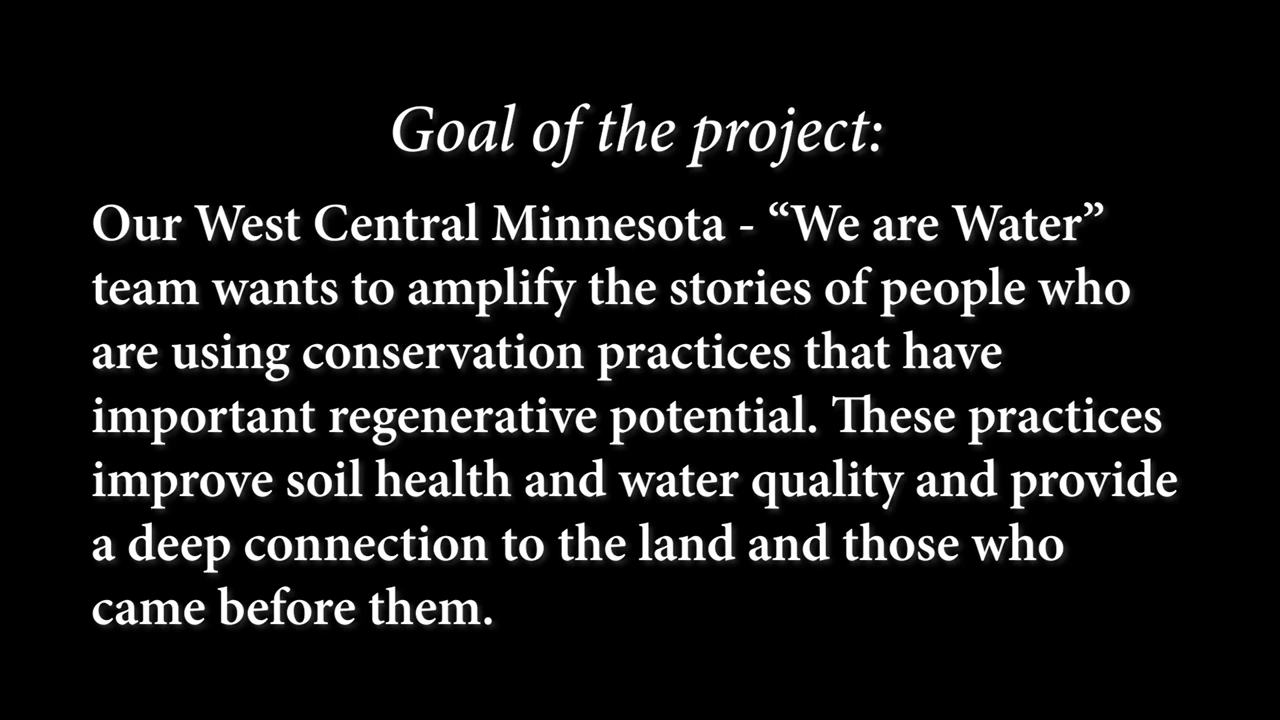 Goal of the project:
Our West Central Minnesota - “We are Water”
team wants to amplify the stories of people who
are using conservation practices that have
important regenerative potential. These practices
improve soil health and water quality and provide
a deep connection to the land and those who
came before them.